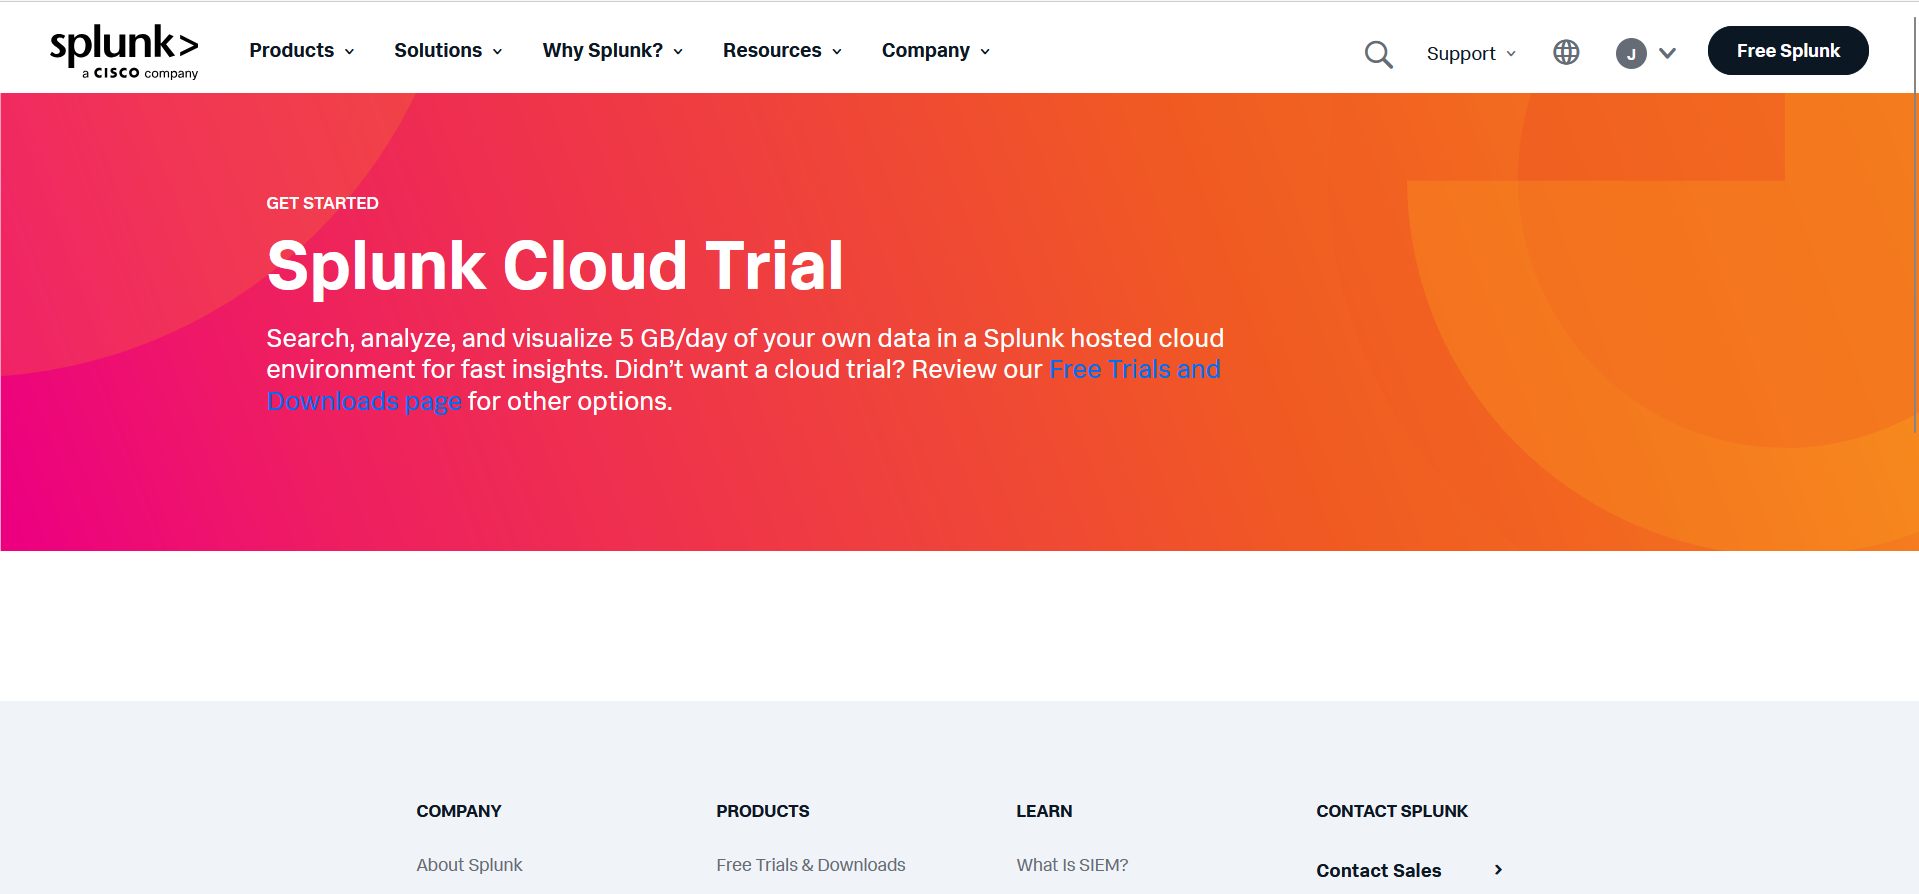 splunk>
a CISCO company
Products
Solutions
Why Splunk?
Resources
Company
Support
J
Free Splunk
GET STARTED
Splunk Cloud Trial
Search, analyze, and visualize 5 GB/day of your own data in a Splunk hosted cloud
environment for fast insights. Didn’t want a cloud trial? Review our Free Trials and
Downloads page for other options.
COMPANY
PRODUCTS
LEARN
CONTACT SPLUNK
About Splunk
Free Trials & Downloads
What Is SIEM?
Contact Sales